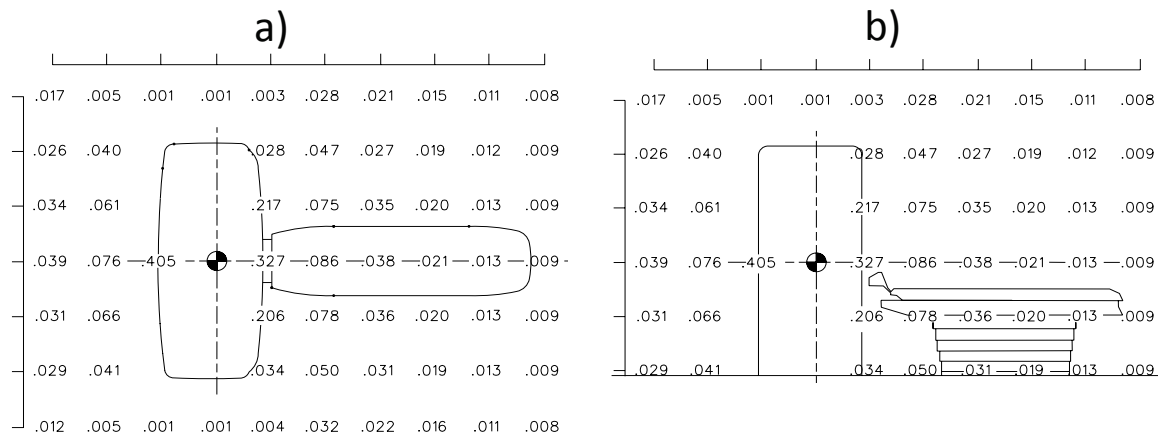 a)
.017 .005 .001 .001 .003 .028 .021 .015 .011 .008
.026 .040 .028 .047 .027 .019 .012 .009
.034 .061 .217 .075 .035 .020 .013 .009
.039 .076 .405 .327 .086 .038 .021 .013 .009
.031 .066 .206 .078 .036 .020 .013 .009
.029 .041 .034 .050 .031 .019 .013 .009
.012 .005 .001 .001 .004 .032 .022 .016 .011 .008
b)
.017 .005 .001 .001 .003 .028 .021 .015 .011 .008
.026 .040 .028 .047 .027 .019 .012 .009
.034 .061 .217 .075 .035 .020 .013 .009
.039 .076 .405 .327 .086 .038 .021 .013 .009
.031 .066 .206 .078 .036 .020 .013 .009
.029 .041 .034 .050 .031 .019 .013 .009